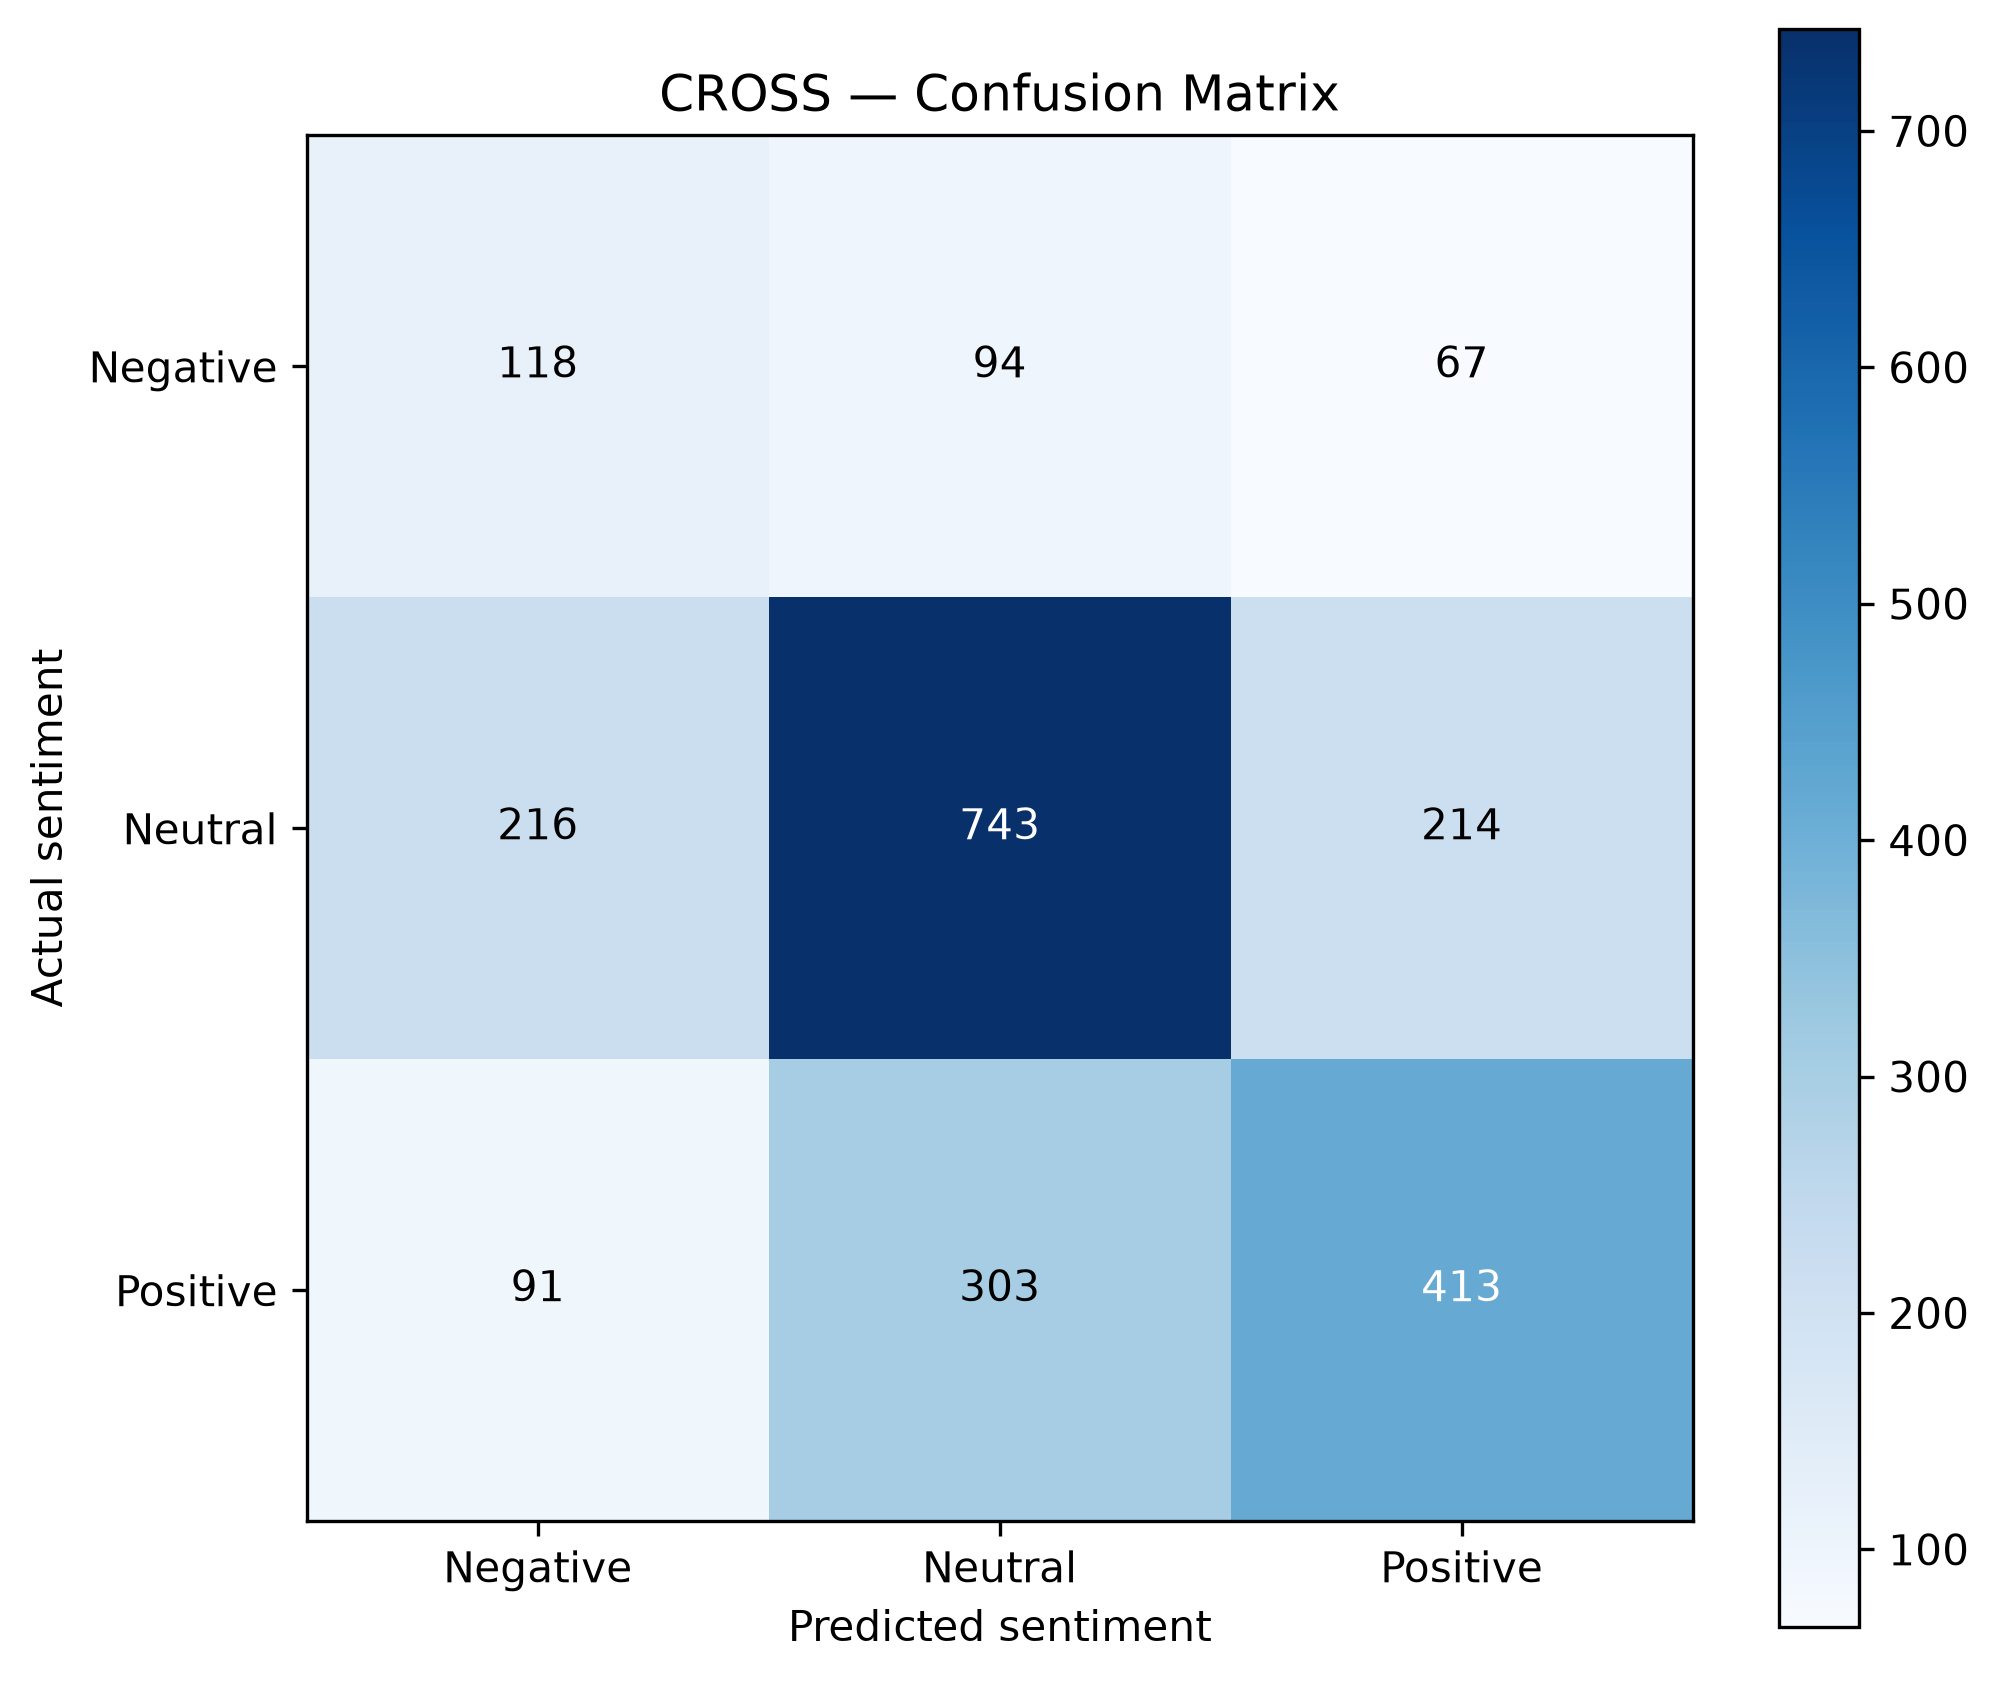 CROSS — Confusion Matrix
700
600
500
400
300
200
100
Actual sentiment
Negative
118
94
67
Neutral
216
743
214
Positive
91
303
413
Negative
Neutral
Positive
Predicted sentiment